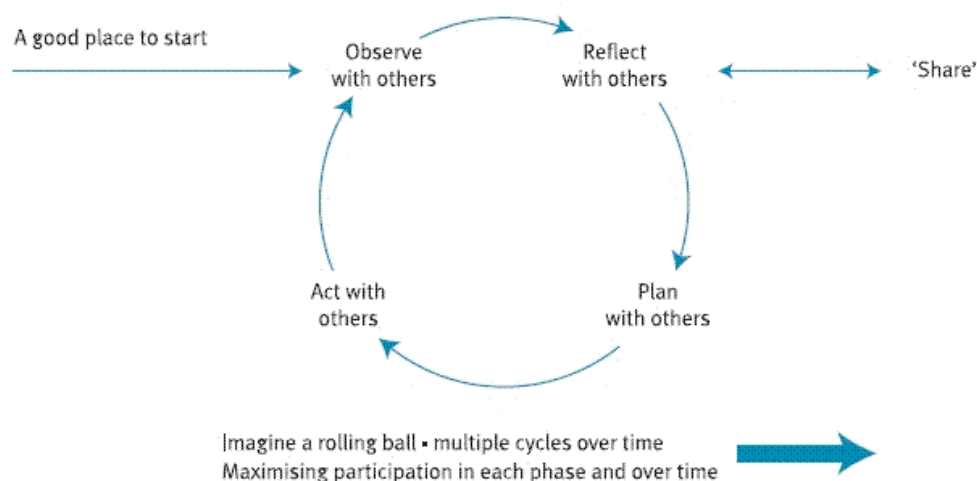 A good place to start
Observe
with others
Reflect
with others
'Share'
Act with
others
Plan
with others
Imagine a rolling ball ▪ multiple cycles over time
Maximising participation in each phase and over time